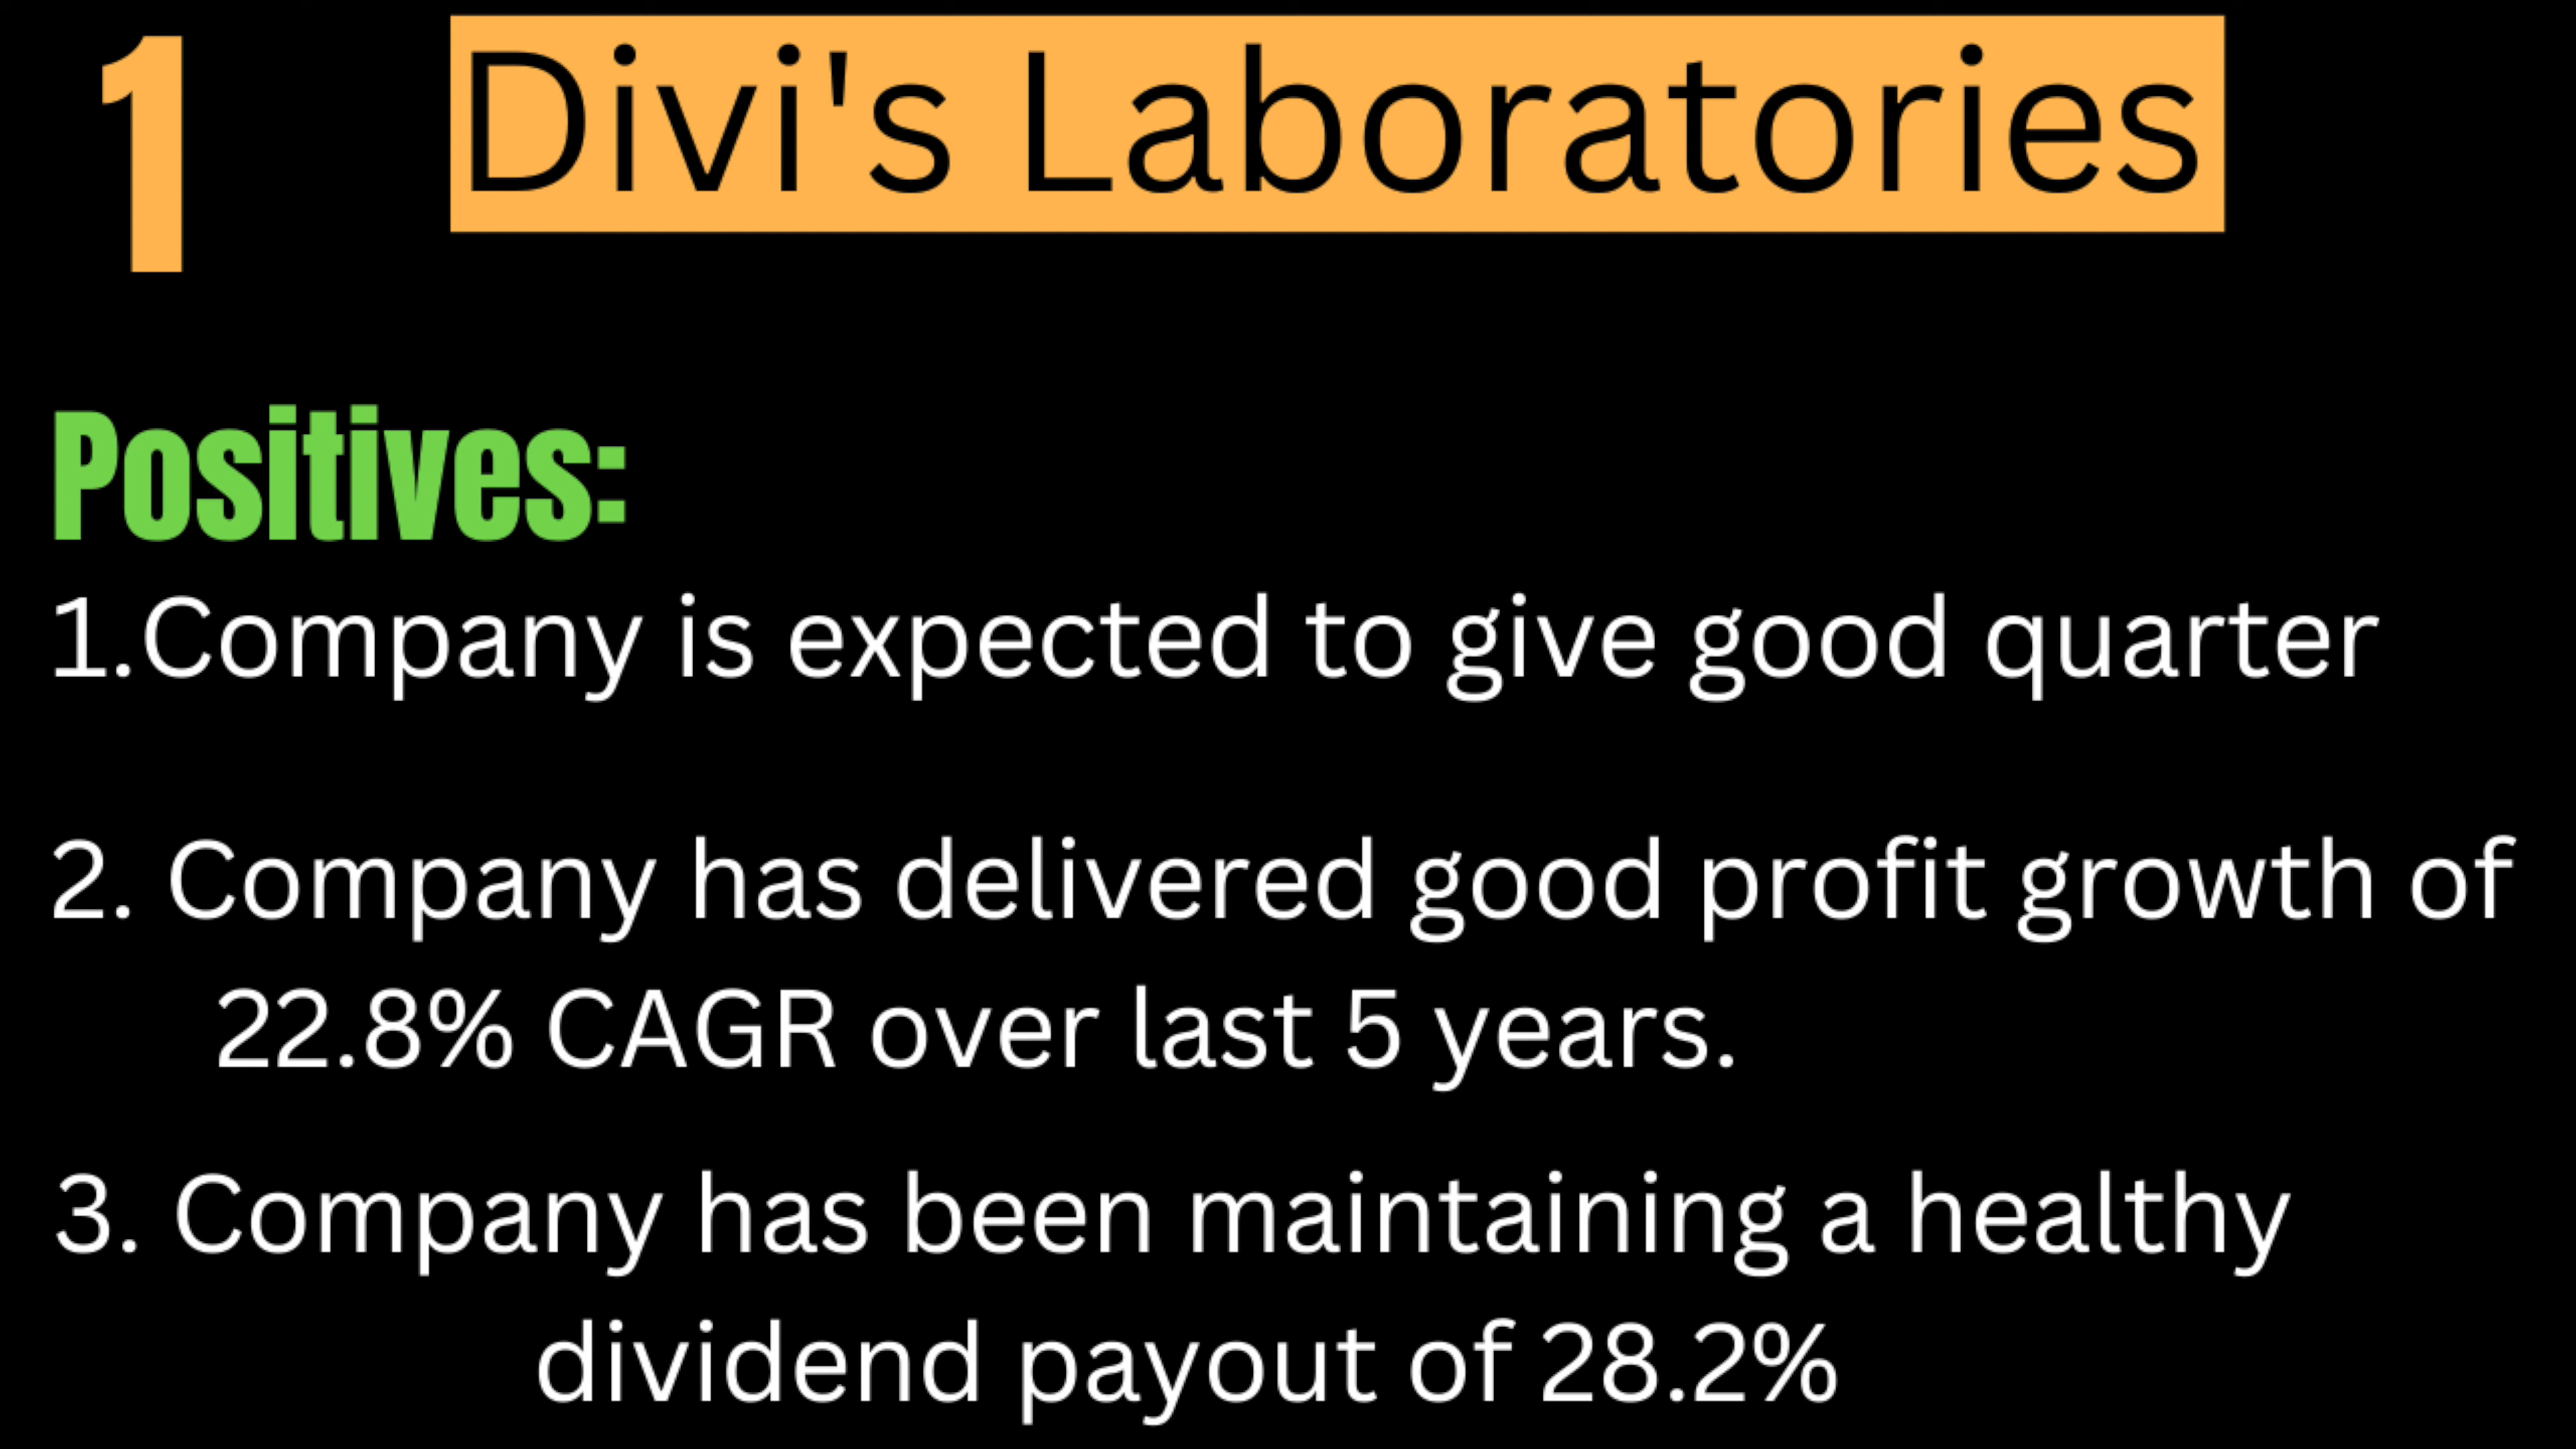 1
Divi's Laboratories
Positives:
1.Company is expected to give good quarter
2. Company has delivered good profit growth of
22.8% CAGR over last 5 years.
3. Company has been maintaining a healthy
dividend payout of 28.2%